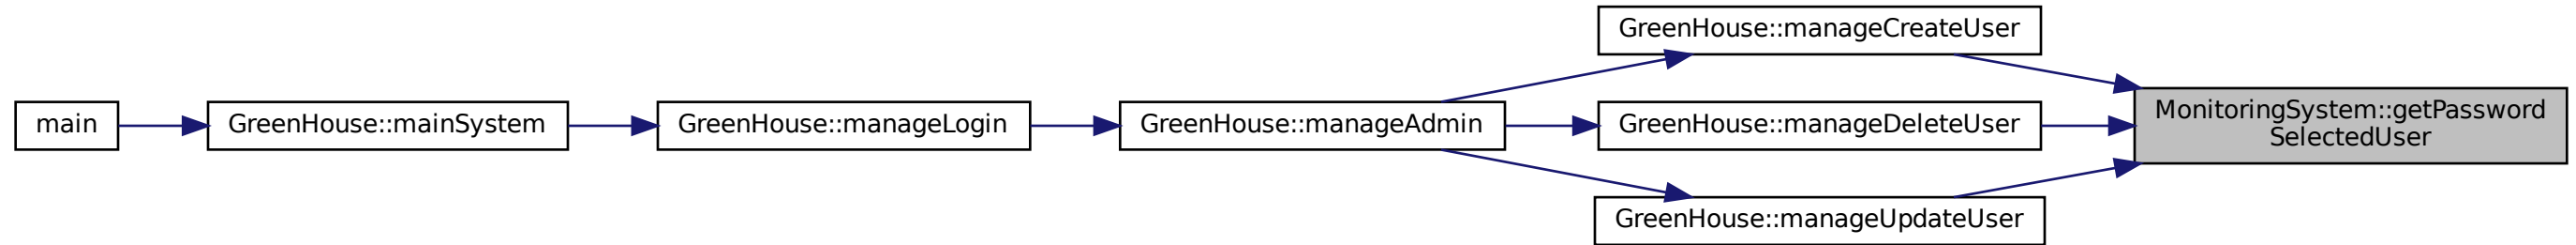 main
GreenHouse::mainSystem
GreenHouse::manageLogin
GreenHouse::manageAdmin
GreenHouse::manageCreateUser
GreenHouse::manageDeleteUser
GreenHouse::manageUpdateUser
MonitoringSystem::getPassword
SelectedUser